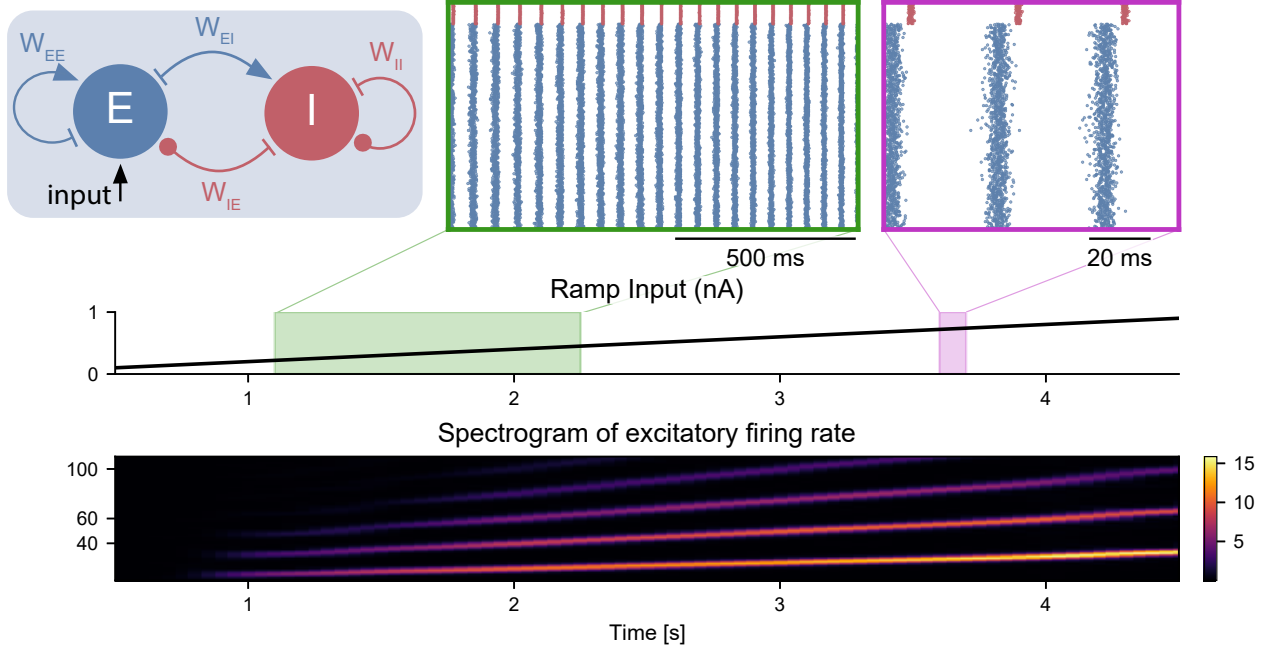 W_EE
W_EI
W_II
E
I
input
W_IE
500 ms
20 ms
Ramp Input (nA)
1
0
1 2 3 4
Spectrogram of excitatory firing rate
100
60
40
15
10
5
1 2 3 4
Time [s]